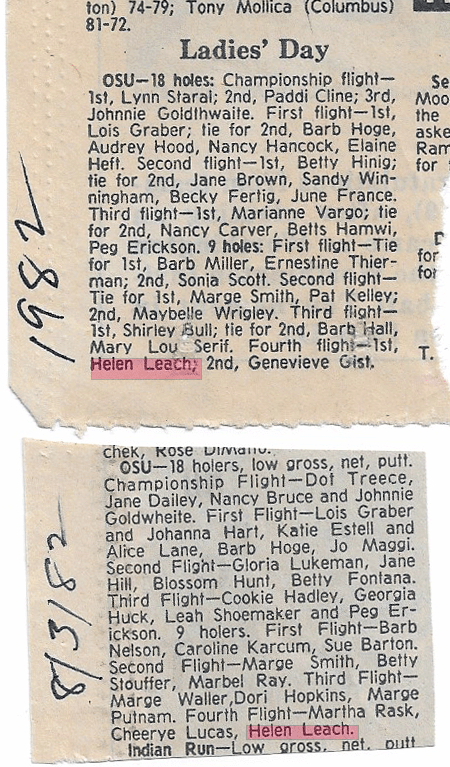 ton) 74-79; Tony Mollica (Columbus)
81-72.
Ladies' Day
OSU—18 holes: Championship flight—
1st, Lynn Starai; 2nd, Paddi Cline; 3rd,
Johnnie Goldthwaite. First flight—1st,
Lois Graber; tie for 2nd, Barb Hoge,
Audrey Hood, Nancy Hancock, Elaine
Heft. Second flight—1st, Betty Hinig;
tie for 2nd, Jane Brown, Sandy Win-
ningham, Becky Fertig, June France.
Third flight—1st, Marianne Vargo; tie
for 2nd, Nancy Carver, Betts Hamwi,
Peg Erickson. 9 holes: First flight—Tie
for 1st, Barb Miller, Ernestine Thier-
man; 2nd, Sonia Scott. Second flight—
Tie for 1st, Marge Smith, Pat Kelley;
2nd, Maybelle Wrigley. Third flight—
1st, Shirley Bull; tie for 2nd, Barb Hall,
Mary Lou Serif. Fourth flight—1st,
Helen Leach; 2nd, Genevieve Gist.
1982
Se
Moo
the
aske
Ram
for
for
for
T.
chek, Rose DiMaito.
OSU—18 holers, low gross, net, putt.
Championship Flight—Dot Treece,
Jane Dailey, Nancy Bruce and Johnnie
Goldwheite. First Flight—Lois Graber
and Johanna Hart, Katie Estell and
Alice Lane, Barb Hoge, Jo Maggi.
Second Flight—Gloria Lukeman, Jane
Hill, Blossom Hunt, Betty Fontana.
Third Flight—Cookie Hadley, Georgia
Huck, Leah Shoemaker and Peg Er-
ickson. 9 holers. First Flight—Barb
Nelson, Caroline Karcum, Sue Barton.
Second Flight—Marge Smith, Betty
Stouffer, Marbel Ray. Third Flight—
Marge Waller,Dori Hopkins, Marge
Putnam. Fourth Flight—Martha Rask,
Cheerye Lucas, Helen Leach.
Indian Run—Low gross, net, putt
8/3/82